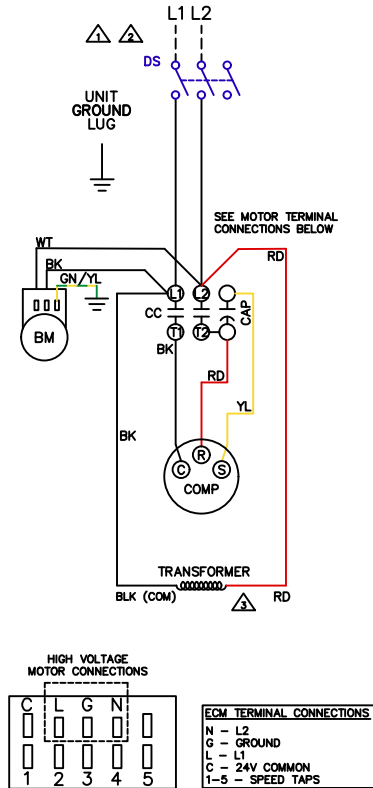 L1 L2
1 2
DS
UNIT
GROUND
LUG
SEE MOTOR TERMINAL
CONNECTIONS BELOW
WT
RD
BK
GN/YL
L1 L2
CC
CAP
BM
T1 T2
BK
RD
YL
BK
R
C S
COMP
TRANSFORMER
BLK (COM)
3
RD
HIGH VOLTAGE
MOTOR CONNECTIONS
C L G N
1 2 3 4 5
ECM TERMINAL CONNECTIONS
N - L2
G - GROUND
L - L1
C - 24V COMMON
1-5 - SPEED TAPS